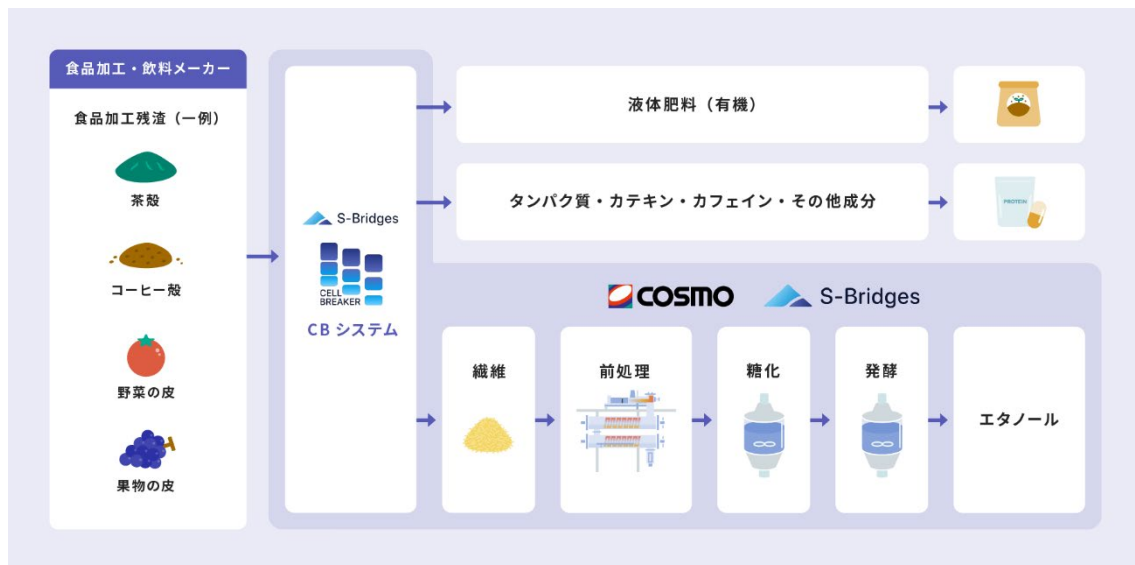 食品加工・飲料メーカー
食品加工残渣（一例）
茶殻
コーヒー殻
野菜の皮
果物の皮
S-Bridges
CELL
BREAKER
CB システム
液体肥料（有機）
タンパク質・カテキン・カフェイン・その他成分
PROTEIN
COSMO
S-Bridges
繊維
前処理
糖化
発酵
エタノール